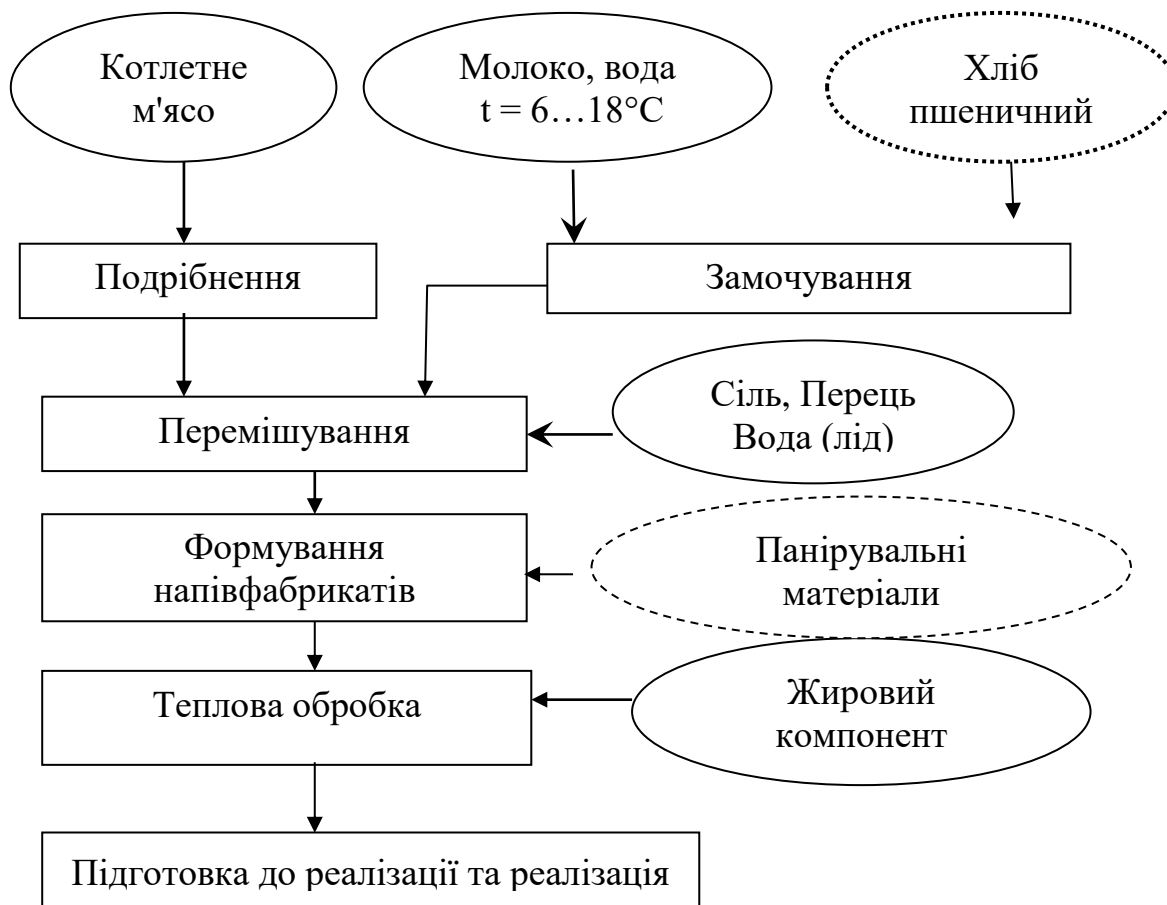 Котлетне
м'ясо
Молоко, вода
t = 6…18°C
Хліб
пшеничний
Подрібнення
Замочування
Сіль, Перець
Вода (лід)
Перемішування
Формування
напівфабрикатів
Панірувальні
матеріали
Теплова обробка
Жировий
компонент
Підготовка до реалізації та реалізація